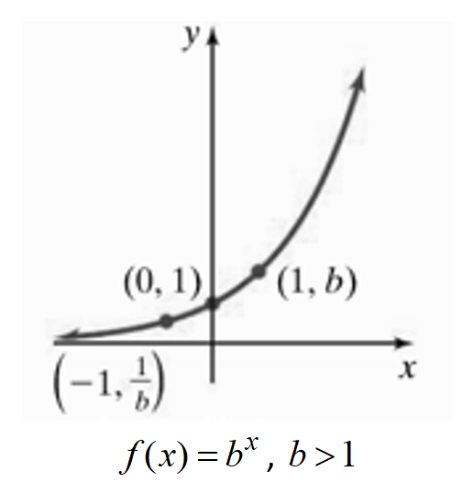 y
(0, 1)
(1, b)
x
(−1, 1/b)
f(x) = b^x , b > 1